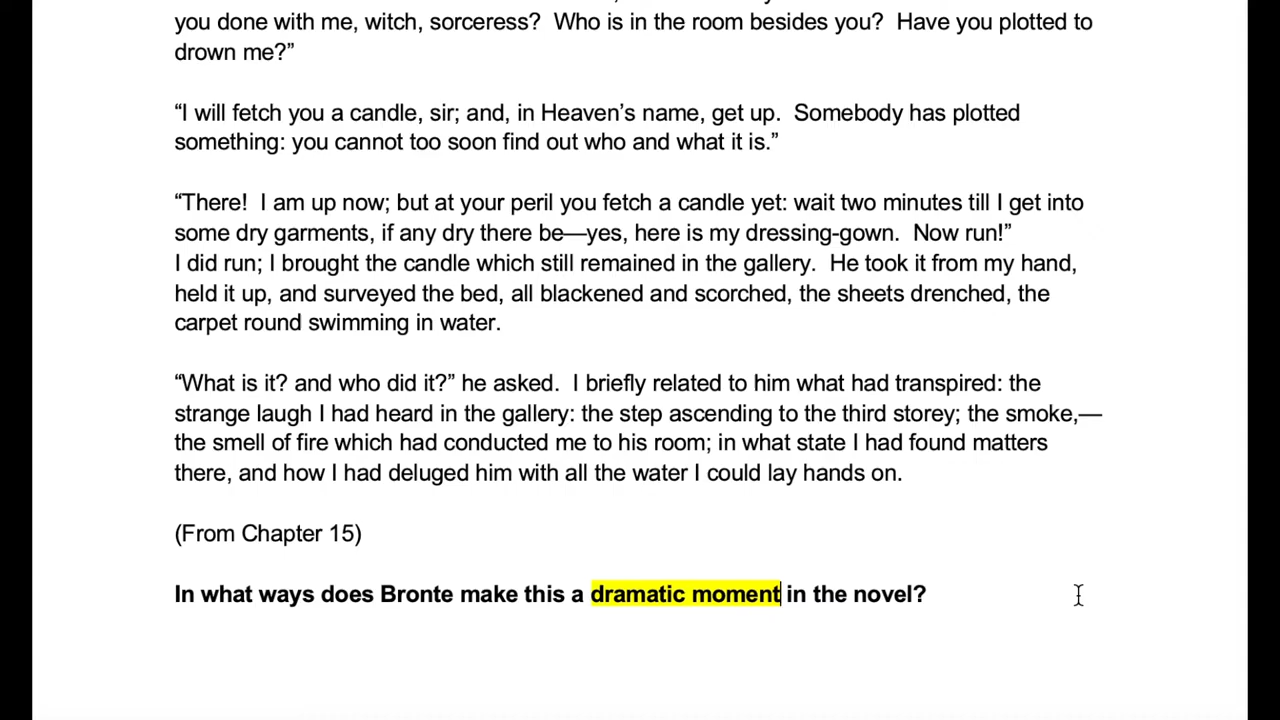 you done with me, witch, sorceress?  Who is in the room besides you?  Have you plotted to
drown me?”
“I will fetch you a candle, sir; and, in Heaven’s name, get up.  Somebody has plotted
something: you cannot too soon find out who and what it is.”
“There!  I am up now; but at your peril you fetch a candle yet: wait two minutes till I get into
some dry garments, if any dry there be—yes, here is my dressing-gown.  Now run!”
I did run; I brought the candle which still remained in the gallery.  He took it from my hand,
held it up, and surveyed the bed, all blackened and scorched, the sheets drenched, the
carpet round swimming in water.
“What is it? and who did it?” he asked.  I briefly related to him what had transpired: the
strange laugh I had heard in the gallery: the step ascending to the third storey; the smoke,—
the smell of fire which had conducted me to his room; in what state I had found matters
there, and how I had deluged him with all the water I could lay hands on.
(From Chapter 15)
In what ways does Bronte make this a dramatic moment in the novel?